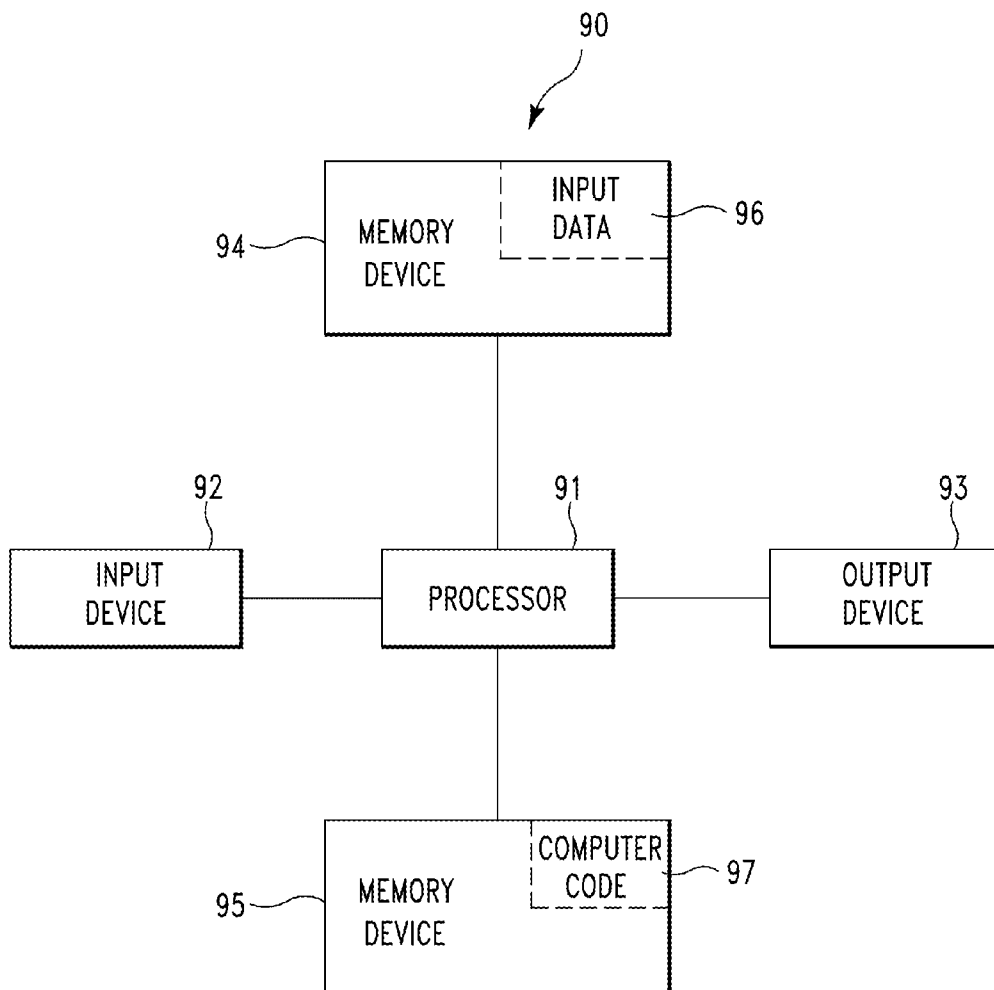 90
INPUT
DATA
96
94
MEMORY
DEVICE
92
91
93
INPUT
DEVICE
PROCESSOR
OUTPUT
DEVICE
COMPUTER
CODE
97
95
MEMORY
DEVICE